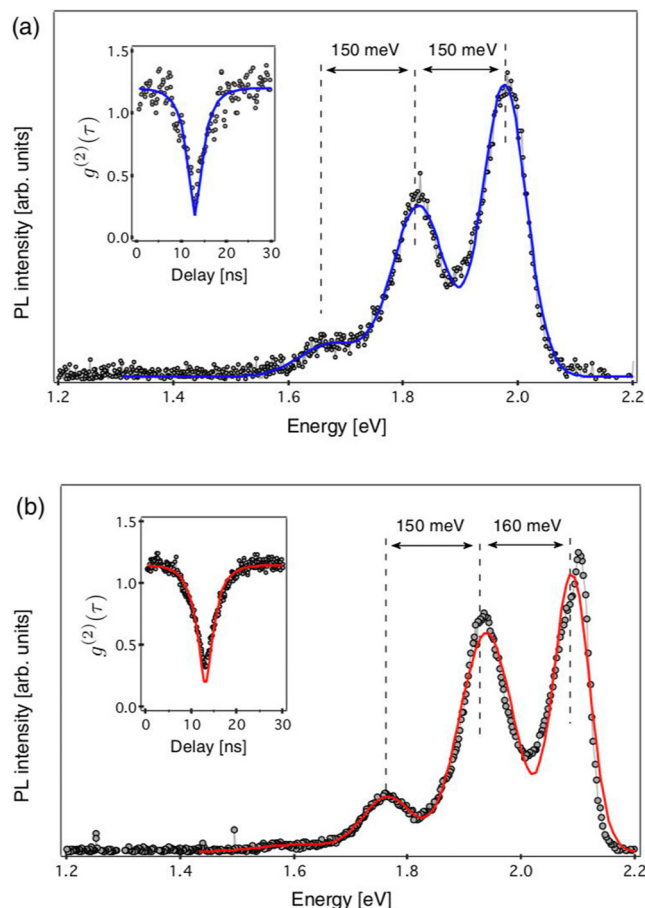 (a)
150 meV 150 meV
1.5
1.0
0.5
0.0
g(2)(τ)
0 10 20 30
Delay [ns]
PL intensity [arb. units]
1.2 1.4 1.6 1.8 2.0 2.2
Energy [eV]
(b)
150 meV 160 meV
1.5
1.0
0.5
0.0
g(2)(τ)
0 10 20 30
Delay [ns]
PL intensity [arb. units]
1.2 1.4 1.6 1.8 2.0 2.2
Energy [eV]